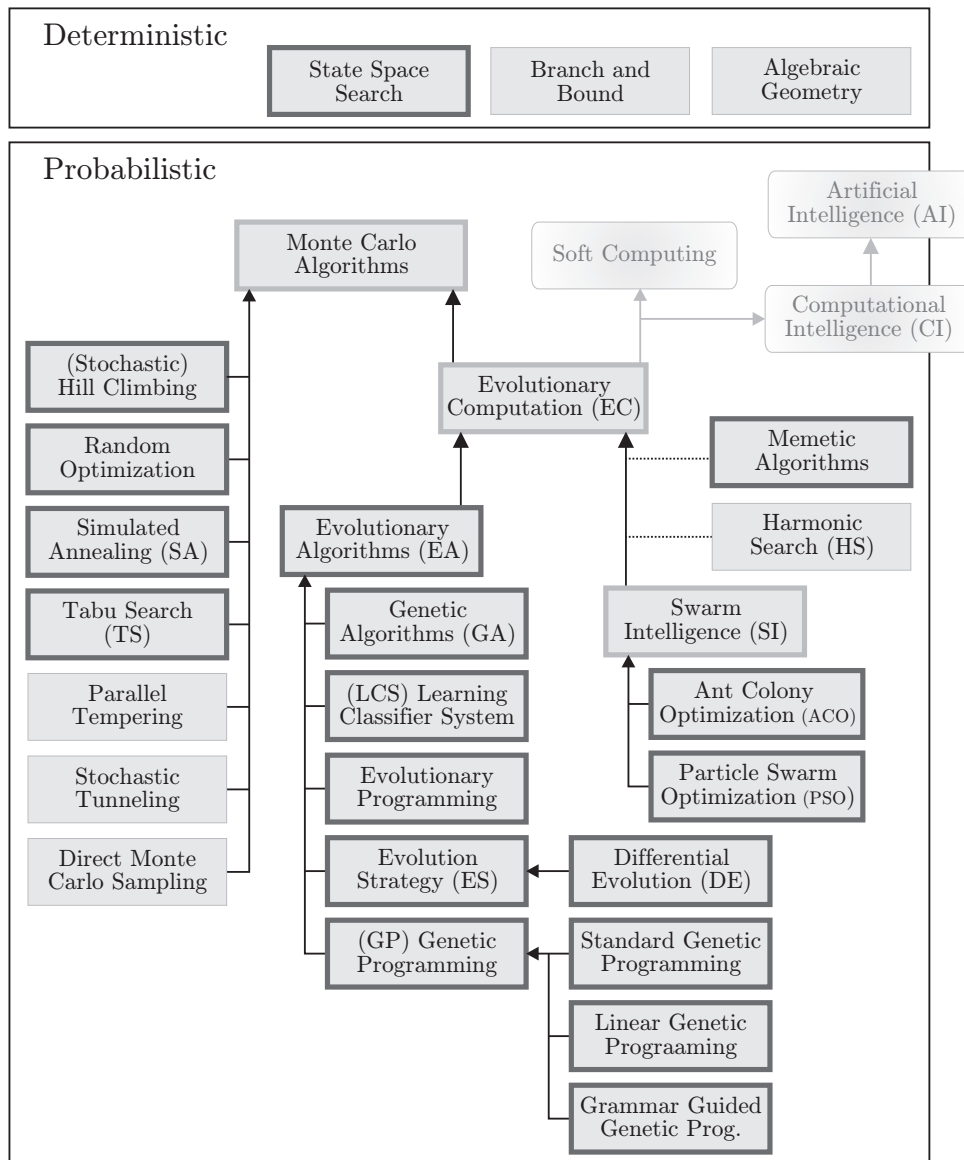 Deterministic
State Space
Search
Branch and
Bound
Algebraic
Geometry
Probabilistic
Artificial
Intelligence (AI)
Monte Carlo
Algorithms
Soft Computing
Computational
Intelligence (CI)
(Stochastic)
Hill Climbing
Evolutionary
Computation (EC)
Random
Optimization
Memetic
Algorithms
Simulated
Annealing (SA)
Evolutionary
Algorithms (EA)
Harmonic
Search (HS)
Tabu Search
(TS)
Genetic
Algorithms (GA)
Swarm
Intelligence (SI)
Parallel
Tempering
(LCS) Learning
Classifier System
Ant Colony
Optimization (ACO)
Stochastic
Tunneling
Evolutionary
Programming
Particle Swarm
Optimization (PSO)
Direct Monte
Carlo Sampling
Evolution
Strategy (ES)
Differential
Evolution (DE)
(GP) Genetic
Programming
Standard Genetic
Programming
Linear Genetic
Prograaming
Grammar Guided
Genetic Prog.